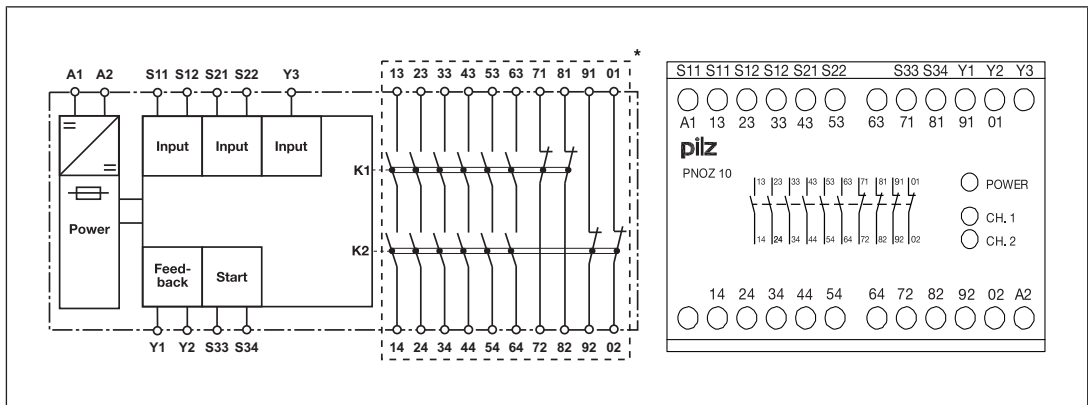 *
A1 A2 S11 S12 S21 S22 Y3 13 23 33 43 53 63 71 81 91 01
Input Input Input
Power
K1
K2
Feed-
back
Start
Y1 Y2 S33 S34 14 24 34 44 54 64 72 82 92 02
S11 S11 S12 S12 S21 S22 S33 S34 Y1 Y2 Y3
A1 13 23 33 43 53 63 71 81 91 01
pilz
PNOZ 10
13 23 33 43 53 63 71 81 91 01
14 24 34 44 54 64 72 82 92 02
POWER
CH. 1
CH. 2
14 24 34 44 54 64 72 82 92 02 A2